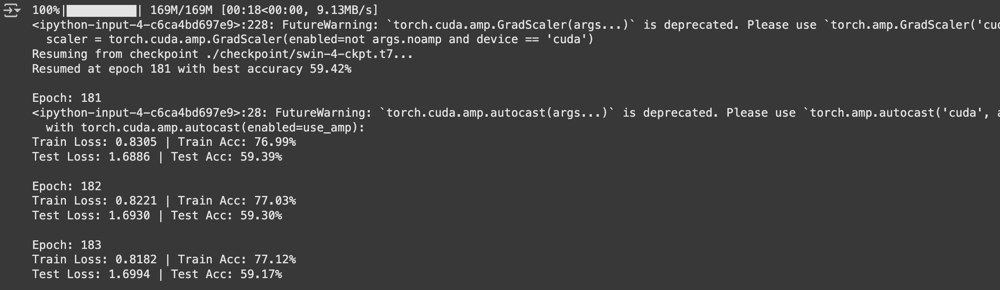 100%|██████████| 169M/169M [00:18<00:00, 9.13MB/s]
<ipython-input-4-c6ca4bd697e9>:228: FutureWarning: `torch.cuda.amp.GradScaler(args...)` is deprecated. Please use `torch.amp.GradScaler('cu
  scaler = torch.cuda.amp.GradScaler(enabled=not args.noamp and device == 'cuda')
Resuming from checkpoint ./checkpoint/swin-4-ckpt.t7...
Resumed at epoch 181 with best accuracy 59.42%

Epoch: 181
<ipython-input-4-c6ca4bd697e9>:28: FutureWarning: `torch.cuda.amp.autocast(args...)` is deprecated. Please use `torch.amp.autocast('cuda',
  with torch.cuda.amp.autocast(enabled=use_amp):
Train Loss: 0.8305 | Train Acc: 76.99%
Test Loss: 1.6886 | Test Acc: 59.39%

Epoch: 182
Train Loss: 0.8221 | Train Acc: 77.03%
Test Loss: 1.6930 | Test Acc: 59.30%

Epoch: 183
Train Loss: 0.8182 | Train Acc: 77.12%
Test Loss: 1.6994 | Test Acc: 59.17%